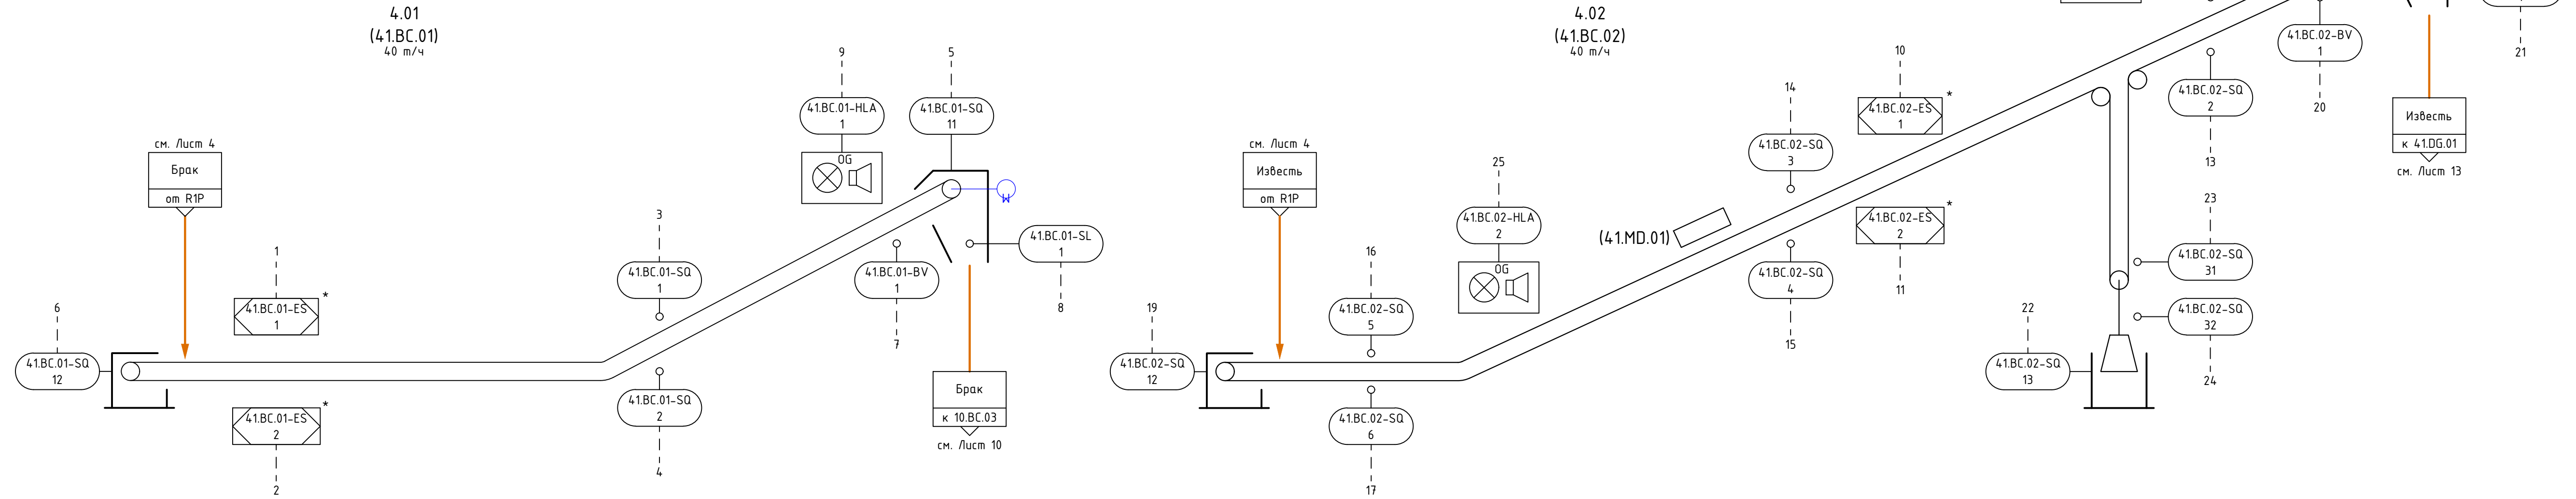 4.01
(41.BC.01)
40 т/ч
9
5
41.BC.01-HLA
1
41.BC.01-SQ
11
OG
W
см. Лист 4
Брак
от R1P
3
1
41.BC.01-SQ
1
41.BC.01-SL
1
41.BC.01-BV
1
6
41.BC.01-ES
1
*
8
7
41.BC.01-SQ
12
41.BC.01-ES
2
*
2
41.BC.01-SQ
2
4
Брак
к 10.BC.03
см. Лист 10
4.02
(41.BC.02)
40 т/ч
10
14
41.BC.02-ES
1
*
41.BC.02-SQ
3
см. Лист 4
Известь
от R1P
25
41.BC.02-HLA
2
OG
(41.MD.01)
41.BC.02-ES
2
*
11
16
41.BC.02-SQ
4
15
19
41.BC.02-SQ
5
41.BC.02-SQ
12
41.BC.02-SQ
6
17
41.BC.02-BV
1
20
21
41.BC.02-SQ
2
13
Известь
к 41.DG.01
см. Лист 13
23
41.BC.02-SQ
31
41.BC.02-SQ
32
24
22
41.BC.02-SQ
13